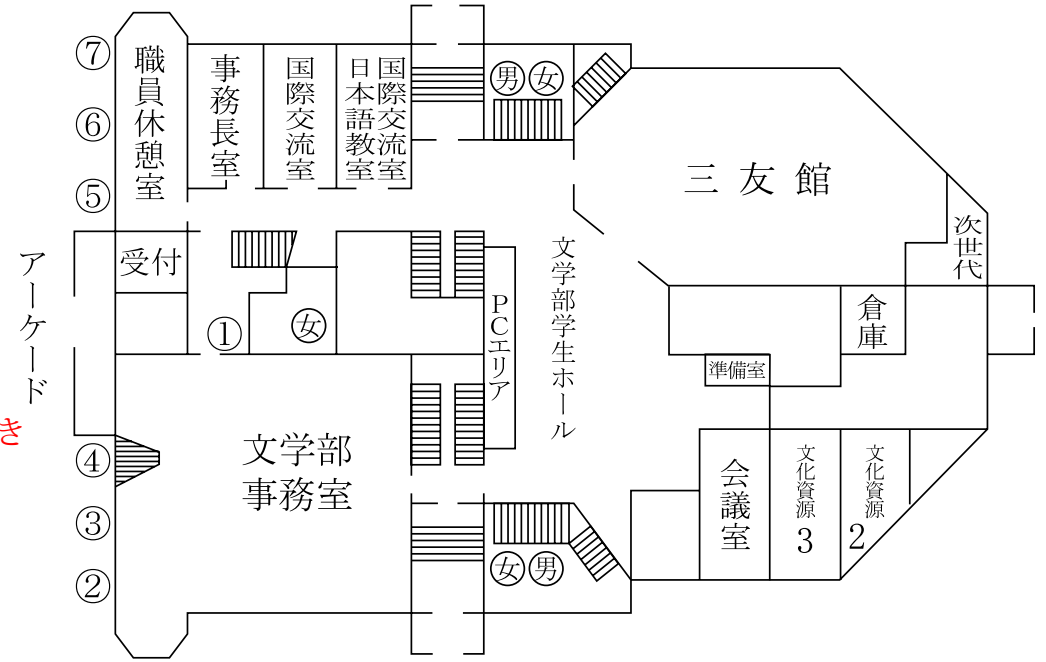 ⑦
⑥
⑤
職員休憩室
事務長室
国際交流室
国際交流室
日本語教室
男
女
三友館
次世代
アーケード
受付
①
女
PCエリア
文学部学生ホール
倉庫
準備室
き
④
③
②
文学部
事務室
女
男
会議室
文化資源
3
文化資源
2